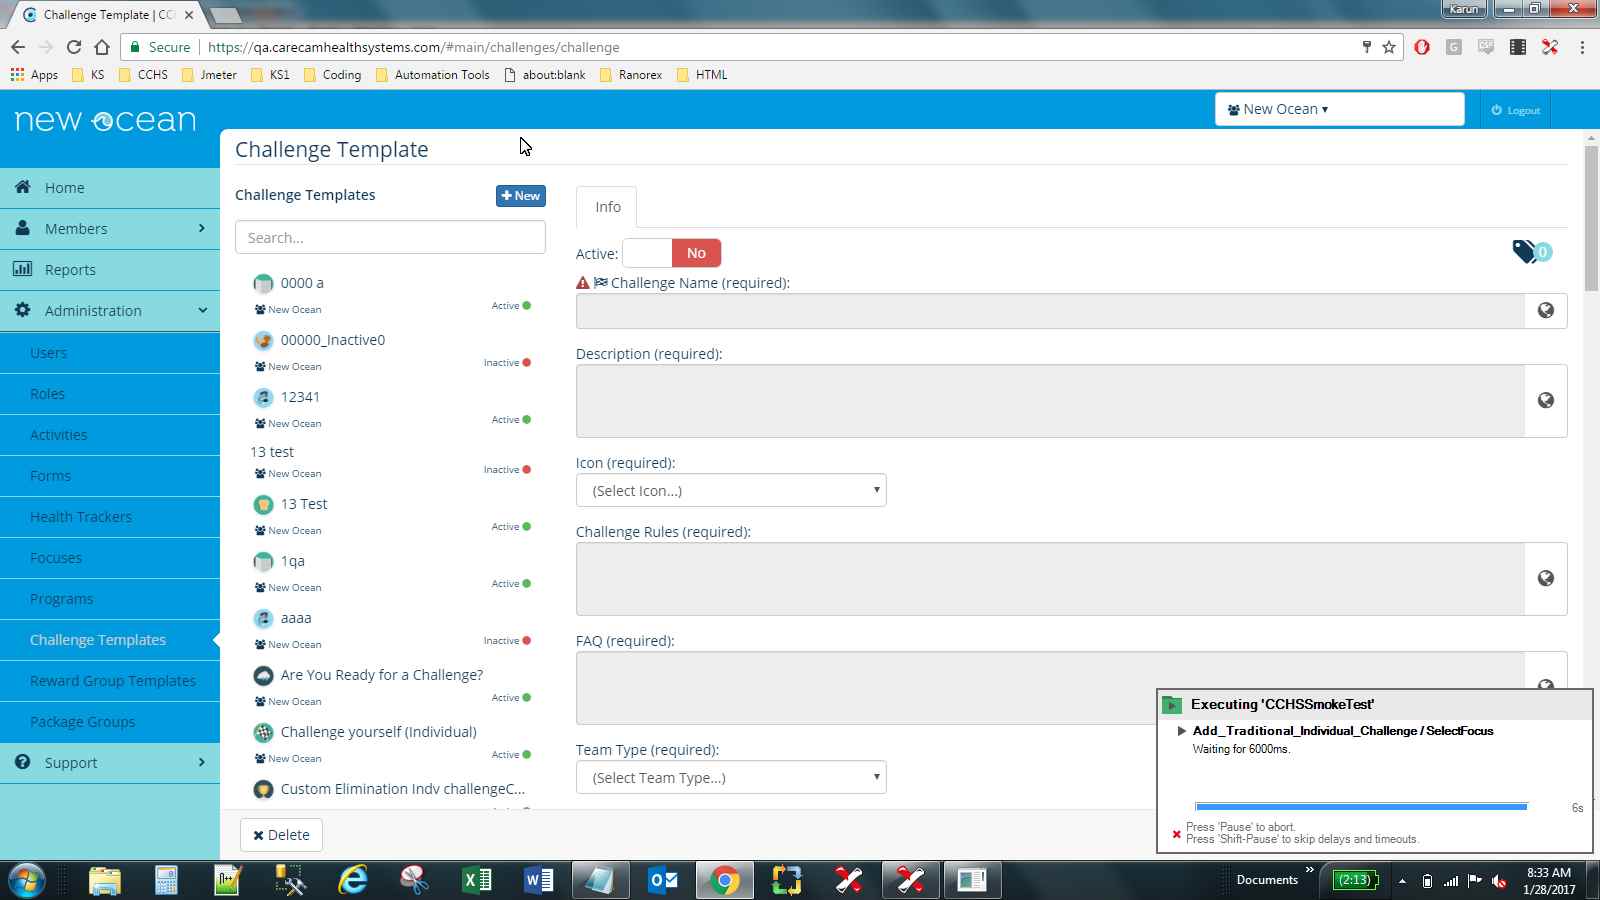 Challenge Template | CC
Karun
Secure
https://qa.carecamhealthsystems.com/#main/challenges/challenge
Apps
KS
CCHS
Jmeter
KS1
Coding
Automation Tools
about:blank
Ranorex
HTML
new ocean
New Ocean
Logout
Home
Members
Reports
Administration
Users
Roles
Activities
Forms
Health Trackers
Focuses
Programs
Challenge Templates
Reward Group Templates
Package Groups
Support
Challenge Template
Challenge Templates
New
Search...
0000 a
New Ocean
Active
00000_Inactive0
New Ocean
Inactive
12341
New Ocean
Active
13 test
New Ocean
Inactive
13 Test
New Ocean
Active
1qa
New Ocean
Active
aaaa
New Ocean
Inactive
Are You Ready for a Challenge?
New Ocean
Active
Challenge yourself (Individual)
New Ocean
Active
Custom Elimination Indv challengeC...
Delete
Info
Active:
No
0
Challenge Name (required):
Description (required):
Icon (required):
(Select Icon...)
Challenge Rules (required):
FAQ (required):
Team Type (required):
(Select Team Type...)
Executing 'CCHSSmokeTest'
Add_Traditional_Individual_Challenge / SelectFocus
Waiting for 6000ms.
6s
Press 'Pause' to abort.
Press 'Shift-Pause' to skip delays and timeouts.
Documents
(2:13)
8:33 AM
1/28/2017